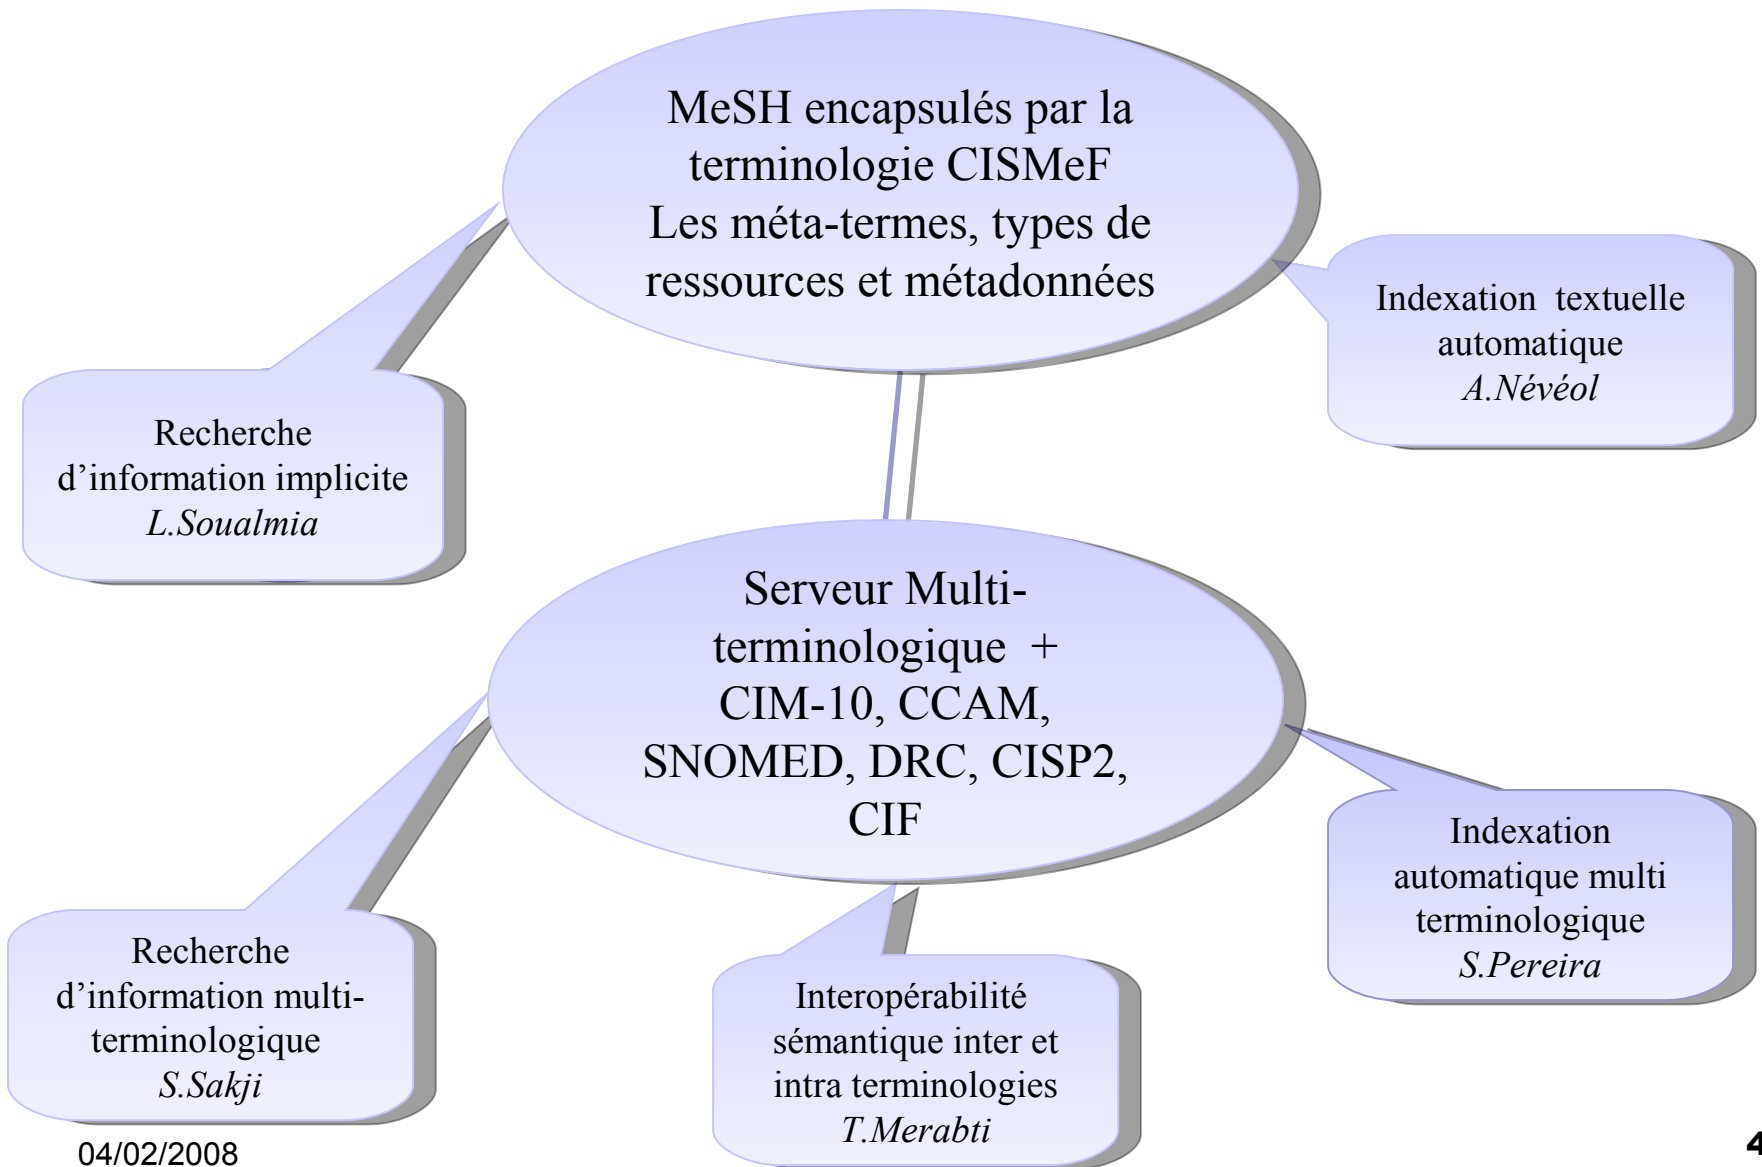 MeSH encapsulés par la
terminologie CISMeF
Les méta-termes, types de
ressources et métadonnées
Indexation textuelle
automatique
A.Névéol
Recherche
d’information implicite
L.Soualmia
Serveur Multi-
terminologique +
CIM-10, CCAM,
SNOMED, DRC, CISP2,
CIF
Indexation
automatique multi
terminologique
S.Pereira
Recherche
d’information multi-
terminologique
S.Sakji
Interopérabilité
sémantique inter et
intra terminologies
T.Merabti
04/02/2008
4